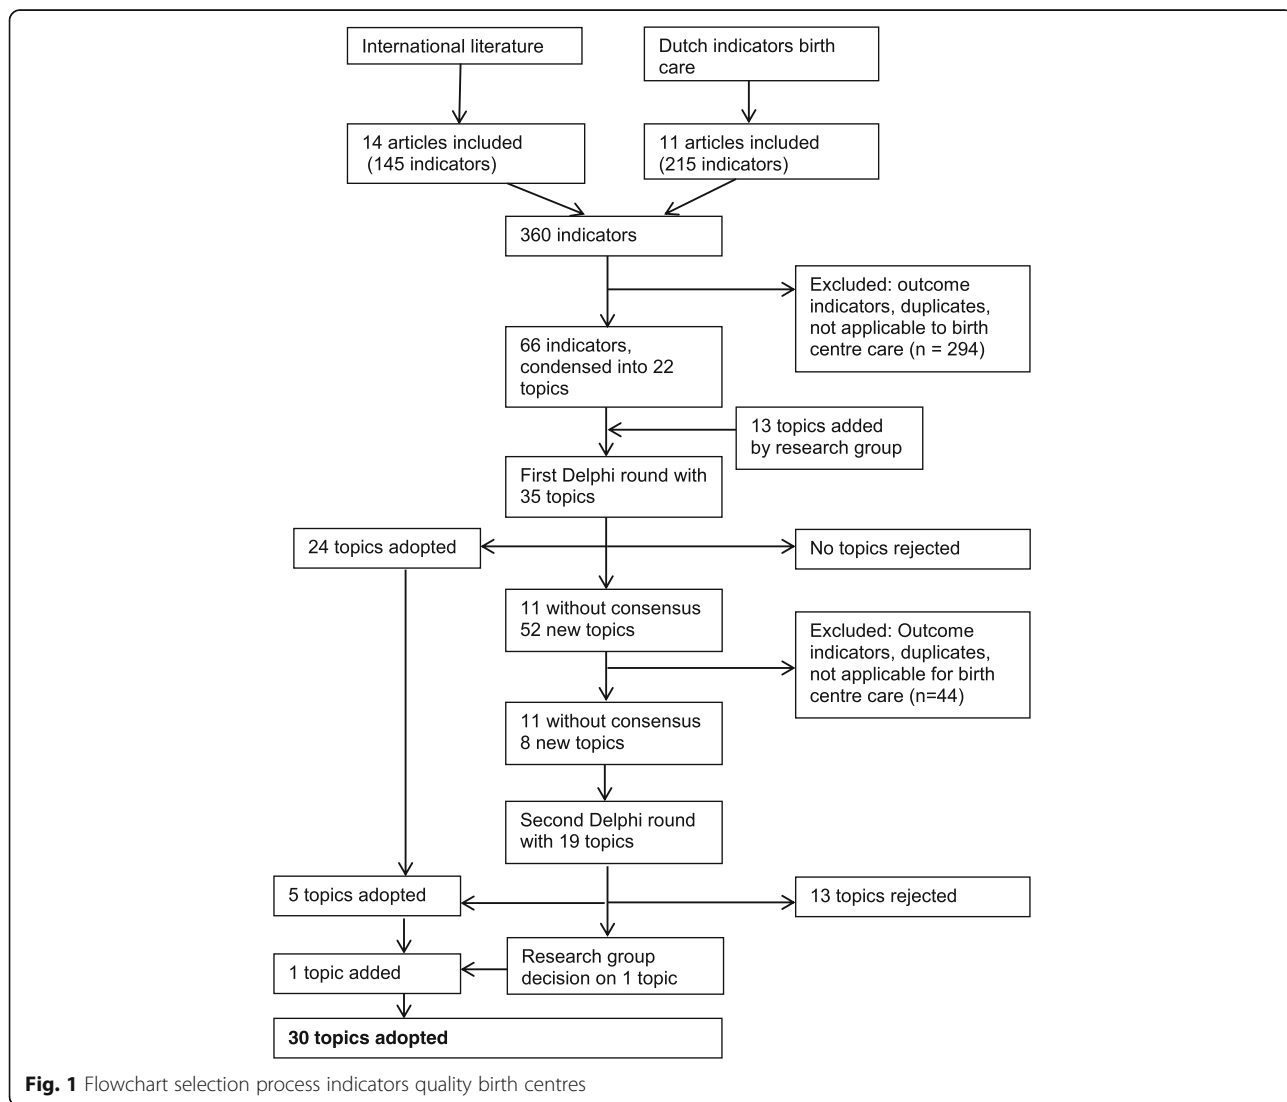 International literature
Dutch indicators birth
care
14 articles included
(145 indicators)
11 articles included
(215 indicators)
360 indicators
Excluded: outcome
indicators, duplicates,
not applicable to birth
centre care (n = 294)
66 indicators,
condensed into 22
topics
13 topics added
by research group
First Delphi round with
35 topics
24 topics adopted
No topics rejected
11 without consensus
52 new topics
Excluded: Outcome
indicators, duplicates,
not applicable for birth
centre care (n=44)
11 without consensus
8 new topics
Second Delphi round
with 19 topics
5 topics adopted
13 topics rejected
Research group
decision on 1 topic
1 topic added
30 topics adopted
Fig. 1 Flowchart selection process indicators quality birth centres